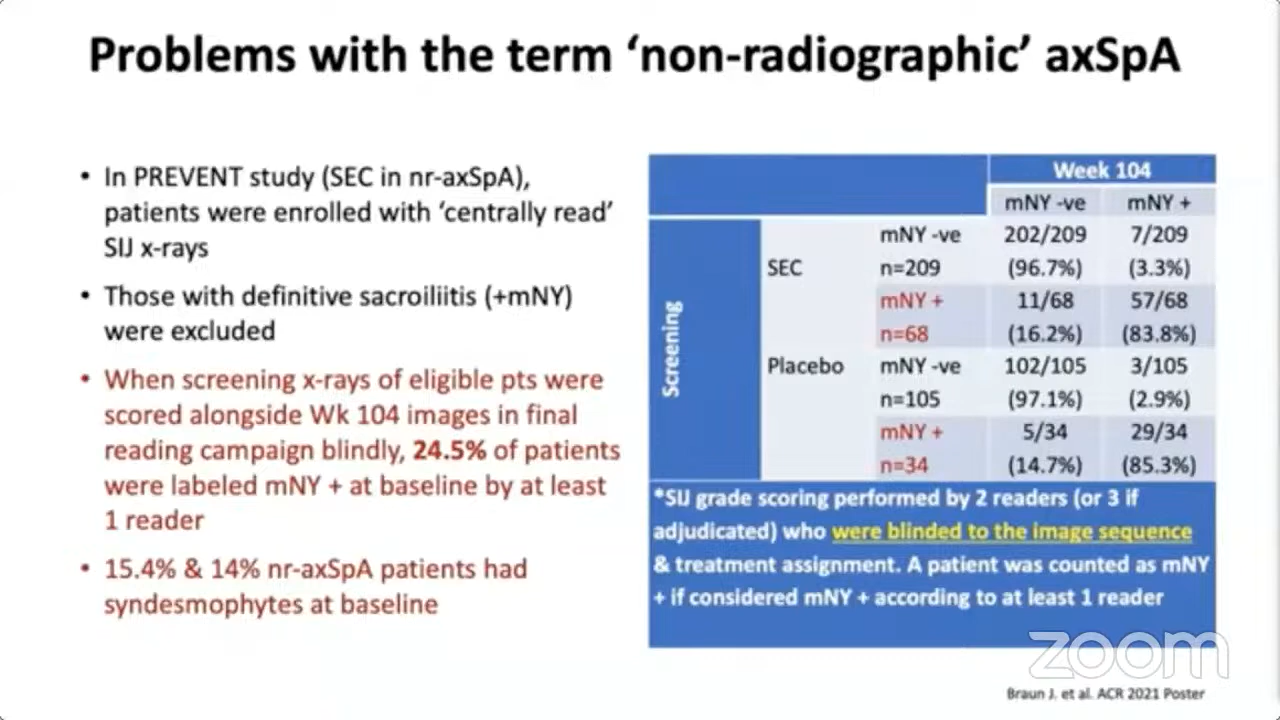 Problems with the term ‘non-radiographic’ axSpA
• In PREVENT study (SEC in nr-axSpA),
patients were enrolled with ‘centrally read’
SIJ x-rays
• Those with definitive sacroiliitis (+mNY)
were excluded
• When screening x-rays of eligible pts were
scored alongside Wk 104 images in final
reading campaign blindly, 24.5% of patients
were labeled mNY + at baseline by at least
1 reader
• 15.4% & 14% nr-axSpA patients had
syndesmophytes at baseline
Week 104
mNY -ve mNY +
Screening
SEC
mNY -ve 202/209 7/209
n=209 (96.7%) (3.3%)
mNY + 11/68 57/68
n=68 (16.2%) (83.8%)
Placebo mNY -ve 102/105 3/105
n=105 (97.1%) (2.9%)
mNY + 5/34 29/34
n=34 (14.7%) (85.3%)
*SIJ grade scoring performed by 2 readers (or 3 if
adjudicated) who were blinded to the image sequence
& treatment assignment. A patient was counted as mNY
+ if considered mNY + according to at least 1 reader
zoom
Braun J. et al. ACR 2021 Poster